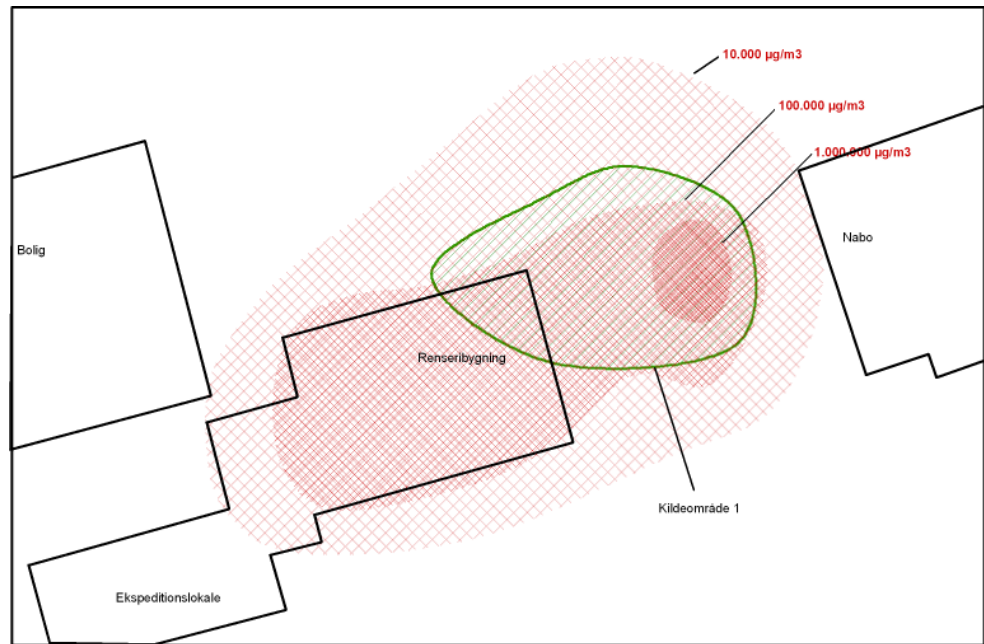 10.000 µg/m3
100.000 µg/m3
1.000.000 µg/m3
Bolig
Nabo
Renseribygning
Kildeområde 1
Ekspeditionslokale